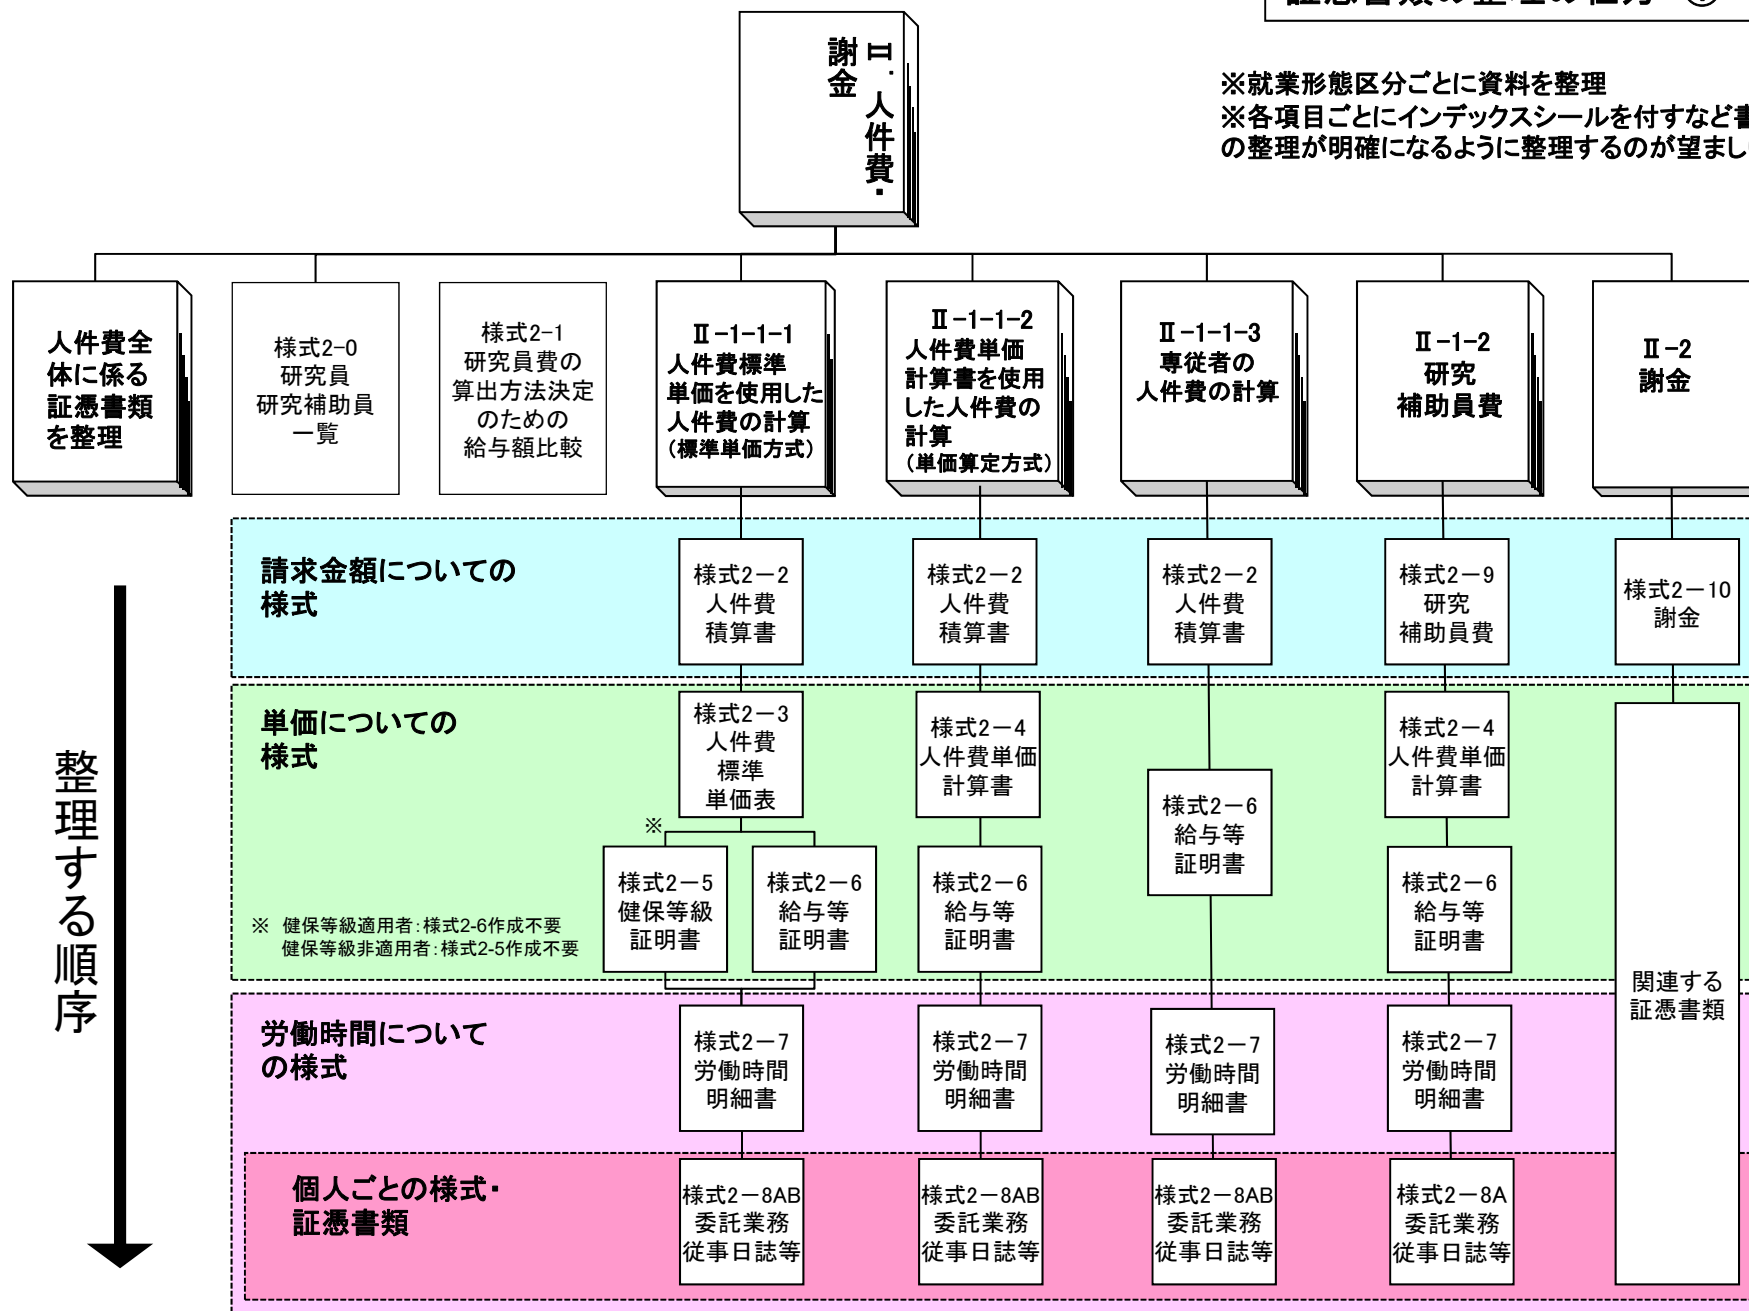 証憑書類の整理の仕方
※就業形態区分ごとに資料を整理
※各項目ごとにインデックスシールを付すなど書
の整理が明確になるように整理するのが望まし
Ⅱ．人件費・
謝金
人件費全
体に係る
証憑書類
を整理
様式2−0
研究員
研究補助員
一覧
様式2−1
研究員費の
算出方法決定
のための
給与額比較
Ⅱ−1−1−1
人件費標準
単価を使用した
人件費の計算
（標準単価方式）
Ⅱ−1−1−2
人件費単価
計算書を使用
した人件費の
計算
（単価算定方式）
Ⅱ−1−1−3
専従者の
人件費の計算
Ⅱ−1−2
研究
補助員費
Ⅱ−2
謝金
整理する順序
請求金額についての
様式
様式2－2
人件費
積算書
様式2－2
人件費
積算書
様式2－2
人件費
積算書
様式2－9
研究
補助員費
様式2－10
謝金
単価についての
様式
様式2－3
人件費
標準
単価表
様式2－4
人件費単価
計算書
様式2－6
給与等
証明書
様式2－4
人件費単価
計算書
※
様式2－5
健保等級
証明書
様式2－6
給与等
証明書
様式2－6
給与等
証明書
様式2－6
給与等
証明書
※ 健保等級適用者：様式2-6作成不要
健保等級非適用者：様式2-5作成不要
関連する
証憑書類
労働時間について
の様式
様式2－7
労働時間
明細書
様式2－7
労働時間
明細書
様式2－7
労働時間
明細書
様式2－7
労働時間
明細書
個人ごとの様式・
証憑書類
様式2－8AB
委託業務
従事日誌等
様式2－8AB
委託業務
従事日誌等
様式2－8AB
委託業務
従事日誌等
様式2－8A
委託業務
従事日誌等